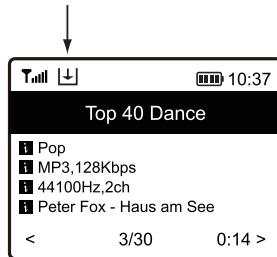 10:37
Top 40 Dance
i Pop
i MP3,128Kbps
i 44100Hz,2ch
i Peter Fox - Haus am See
< 3/30 0:14 >